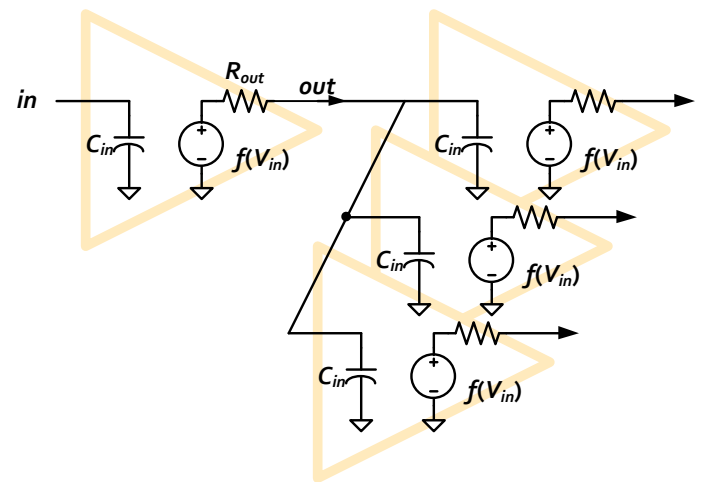 R_out
out
in
C_in
+
−
f(V_in)
C_in
+
−
f(V_in)
C_in
+
−
f(V_in)
C_in
+
−
f(V_in)